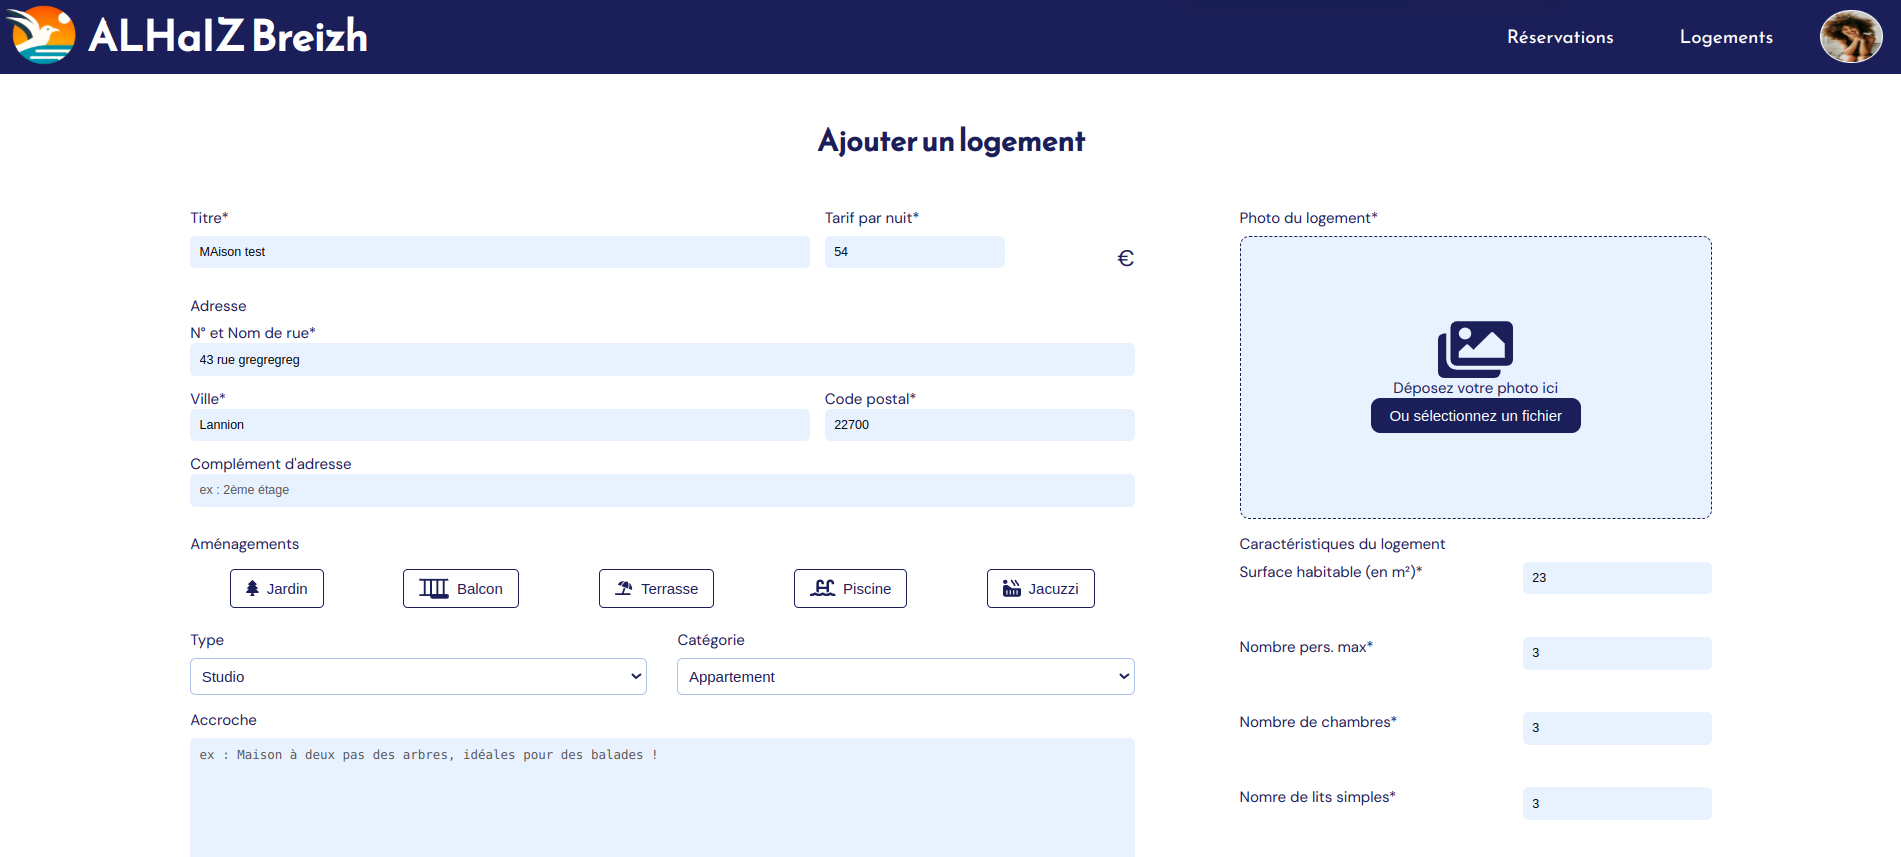 ALHaIZ Breizh
Réservations
Logements
Ajouter un logement
Titre*
MAison test
Tarif par nuit*
54
€
Adresse
N° et Nom de rue*
43 rue gregregreg
Ville*
Lannion
Code postal*
22700
Complément d'adresse
ex : 2ème étage
Aménagements
Jardin
Balcon
Terrasse
Piscine
Jacuzzi
Type
Studio
Catégorie
Appartement
Accroche
ex : Maison à deux pas des arbres, idéales pour des balades !
Photo du logement*
Déposez votre photo ici
Ou sélectionnez un fichier
Caractéristiques du logement
Surface habitable (en m²)*
23
Nombre pers. max*
3
Nombre de chambres*
3
Nomre de lits simples*
3